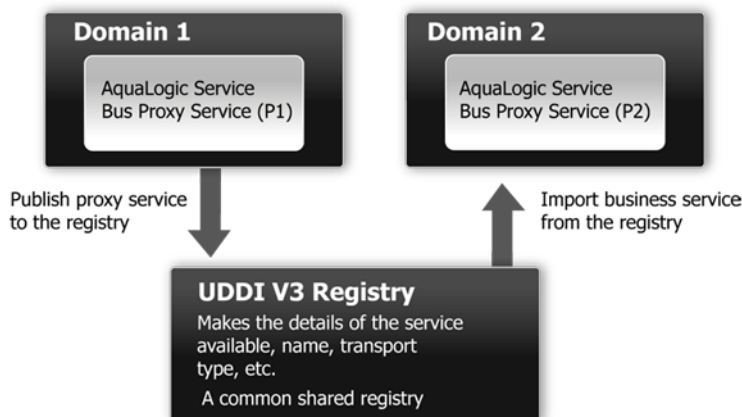 Domain 1
AquaLogic Service
Bus Proxy Service (P1)
Domain 2
AquaLogic Service
Bus Proxy Service (P2)
Publish proxy service
to the registry
Import business service
from the registry
UDDI V3 Registry
Makes the details of the service
available, name, transport
type, etc.
A common shared registry